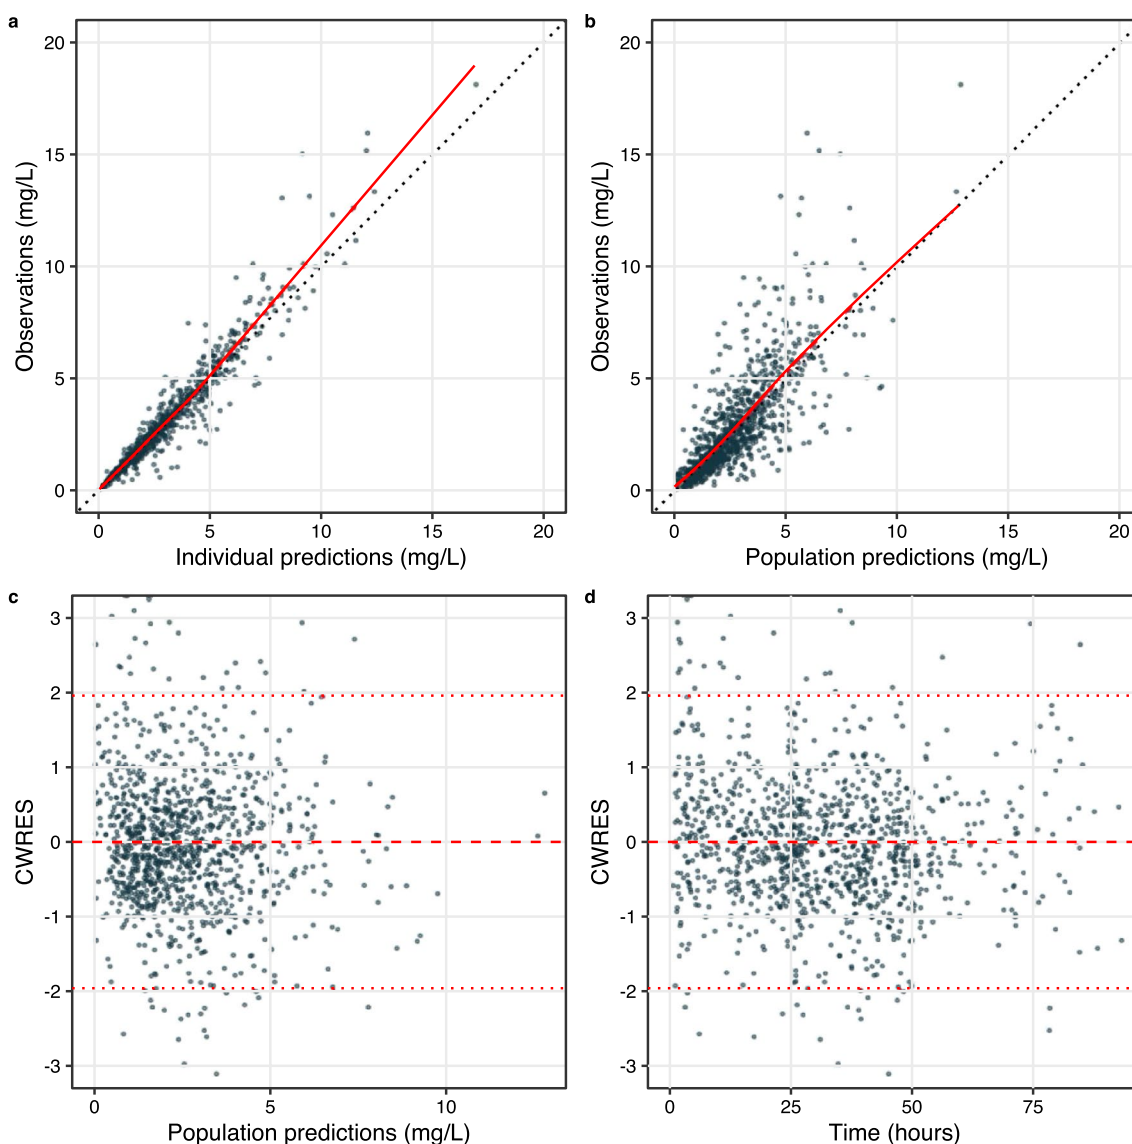 a
20
15
10
5
0
Observations (mg/L)
0 5 10 15 20
Individual predictions (mg/L)
b
20
15
10
5
0
Observations (mg/L)
0 5 10 15 20
Population predictions (mg/L)
c
3
2
1
0
-1
-2
-3
CWRES
0 5 10
Population predictions (mg/L)
d
3
2
1
0
-1
-2
-3
CWRES
0 25 50 75
Time (hours)